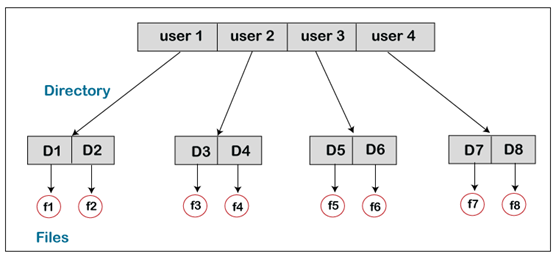 user 1 user 2 user 3 user 4
Directory
D1 D2 D3 D4 D5 D6 D7 D8
f1 f2 f3 f4 f5 f6 f7 f8
Files